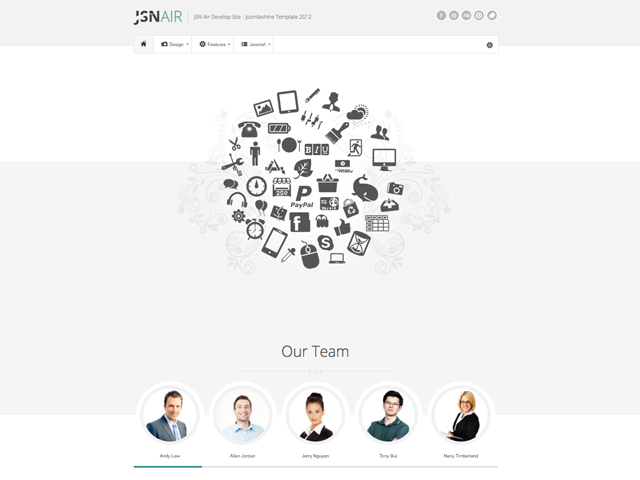 JSNAIR
JSN Air Develop Site - Joomlashine Template 2012
Design
Features
Joomla!
BIU
PayPal
Our Team
Andy Law
Allen Jordan
Jerry Nguyen
Tony Bui
Nany Timberland